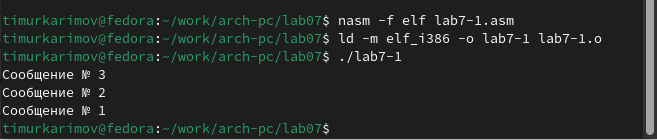 timurkarimov@fedora:~/work/arch-pc/lab07$ nasm -f elf lab7-1.asm
timurkarimov@fedora:~/work/arch-pc/lab07$ ld -m elf_i386 -o lab7-1 lab7-1.o
timurkarimov@fedora:~/work/arch-pc/lab07$ ./lab7-1
Сообщение № 3
Сообщение № 2
Сообщение № 1
timurkarimov@fedora:~/work/arch-pc/lab07$